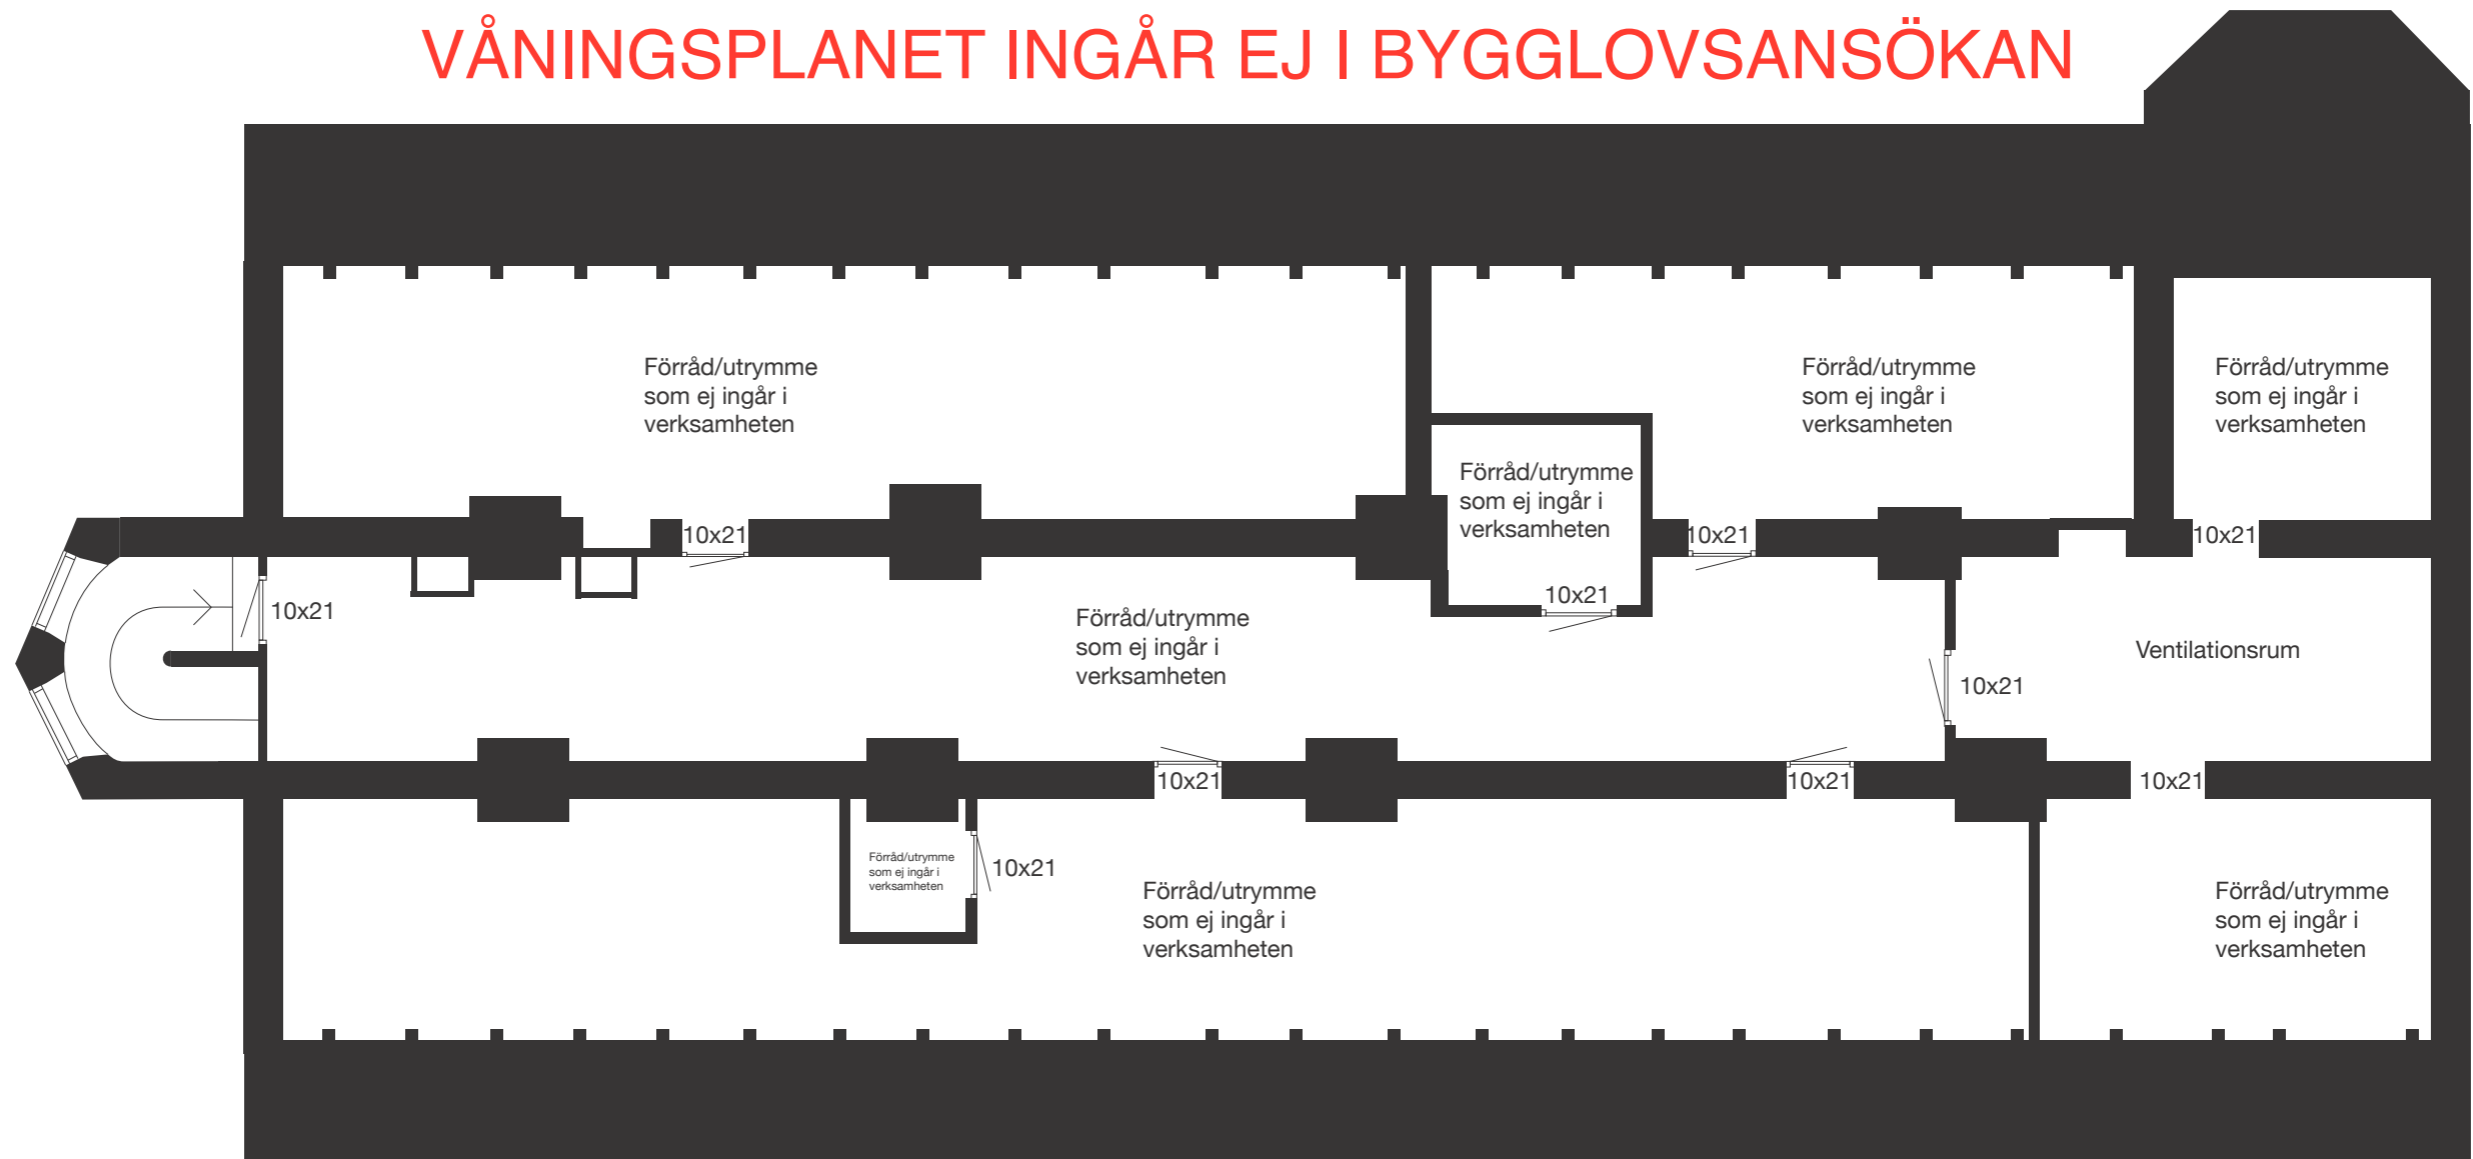 VÅNINGSPLANET INGÅR EJ I BYGGLOVSANSÖKAN
Förråd/utrymme
som ej ingår i
verksamheten
Förråd/utrymme
som ej ingår i
verksamheten
Förråd/utrymme
som ej ingår i
verksamheten
Förråd/utrymme
som ej ingår i
verksamheten
10x21
10x21
10x21
10x21
10x21
Förråd/utrymme
som ej ingår i
verksamheten
Ventilationsrum
10x21
10x21
10x21
10x21
Förråd/utrymme
som ej ingår i
verksamheten
10x21
Förråd/utrymme
som ej ingår i
verksamheten
Förråd/utrymme
som ej ingår i
verksamheten